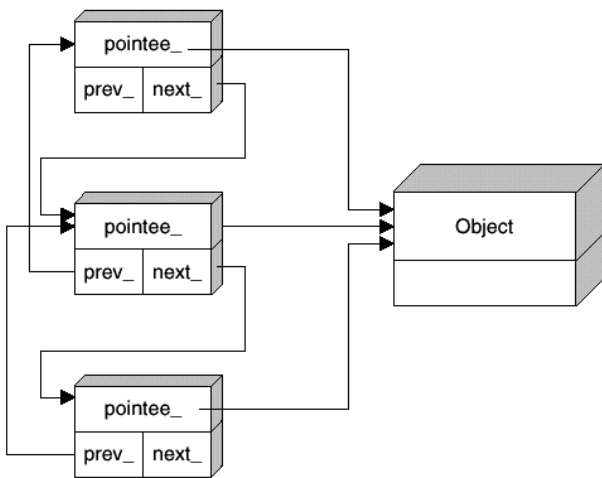 pointee_
prev_ next_
pointee_
prev_ next_
Object
pointee_
prev_ next_